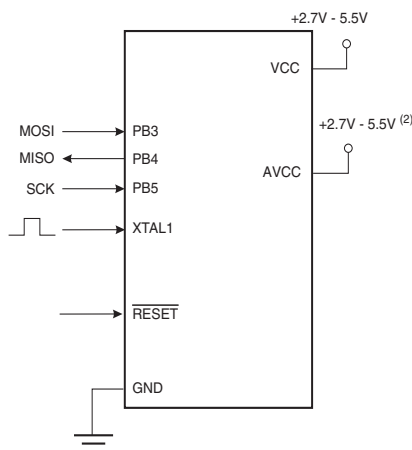 +2.7V - 5.5V
VCC
+2.7V - 5.5V (2)
MOSI PB3
MISO PB4
AVCC
SCK PB5
XTAL1
RESET
GND